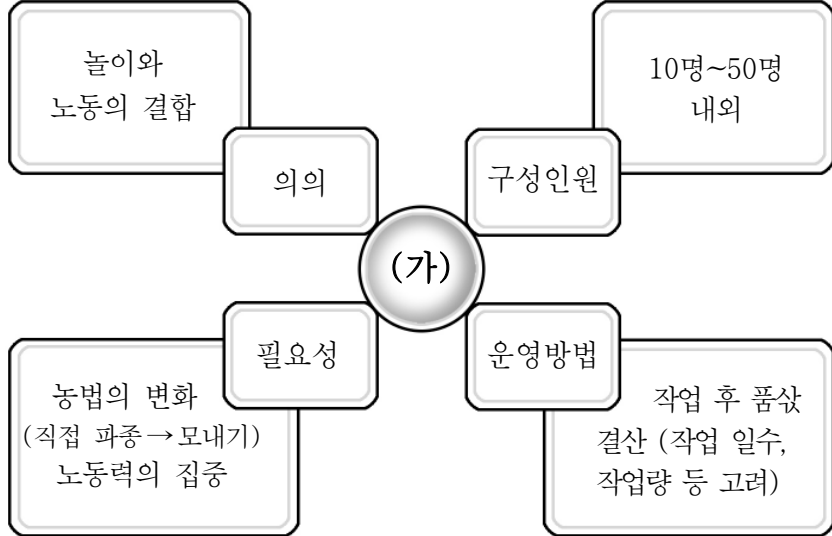 놀이와
노동의 결합
의의
10명~50명
내외
구성인원
(가)
필요성
농법의 변화
(직접 파종→모내기)
노동력의 집중
운영방법
작업 후 품삯
결산 (작업 일수,
작업량 등 고려)